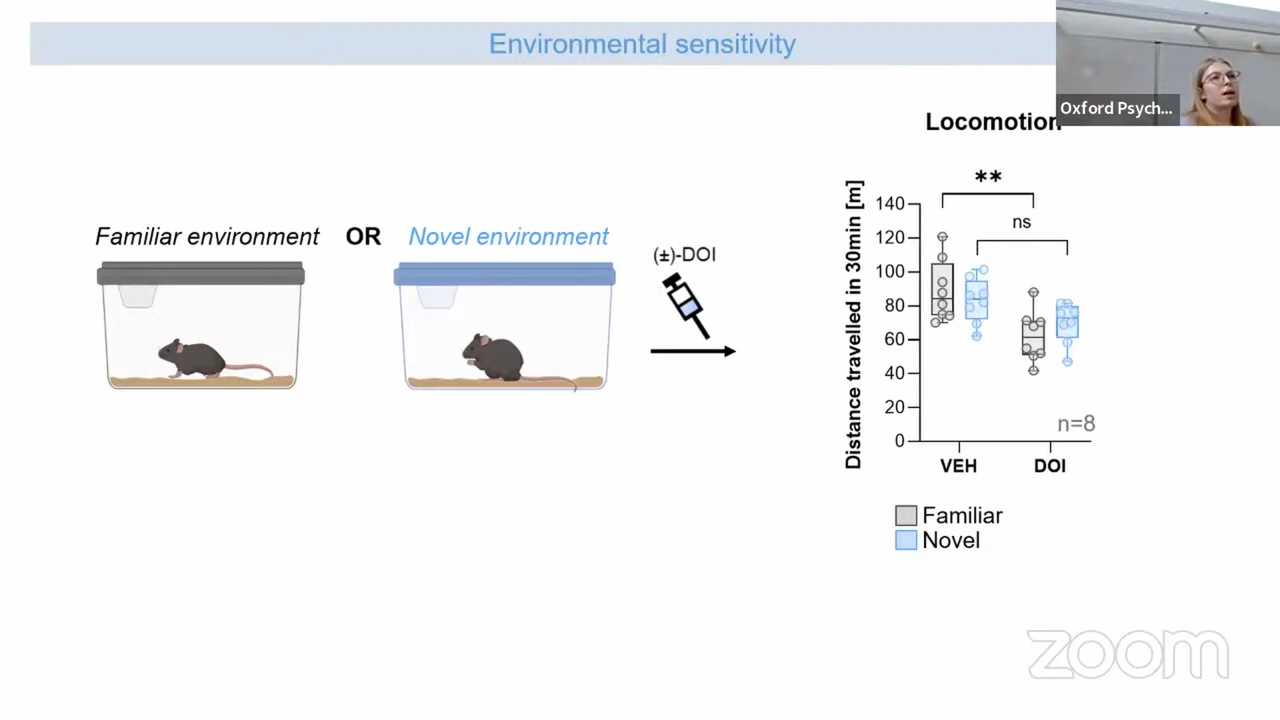 Environmental sensitivity
Oxford Psych...
Locomotion
Familiar environment OR Novel environment
(±)-DOI
Distance travelled in 30min [m]
140
120
100
80
60
40
20
0
**
ns
n=8
VEH DOI
Familiar
Novel
zoom